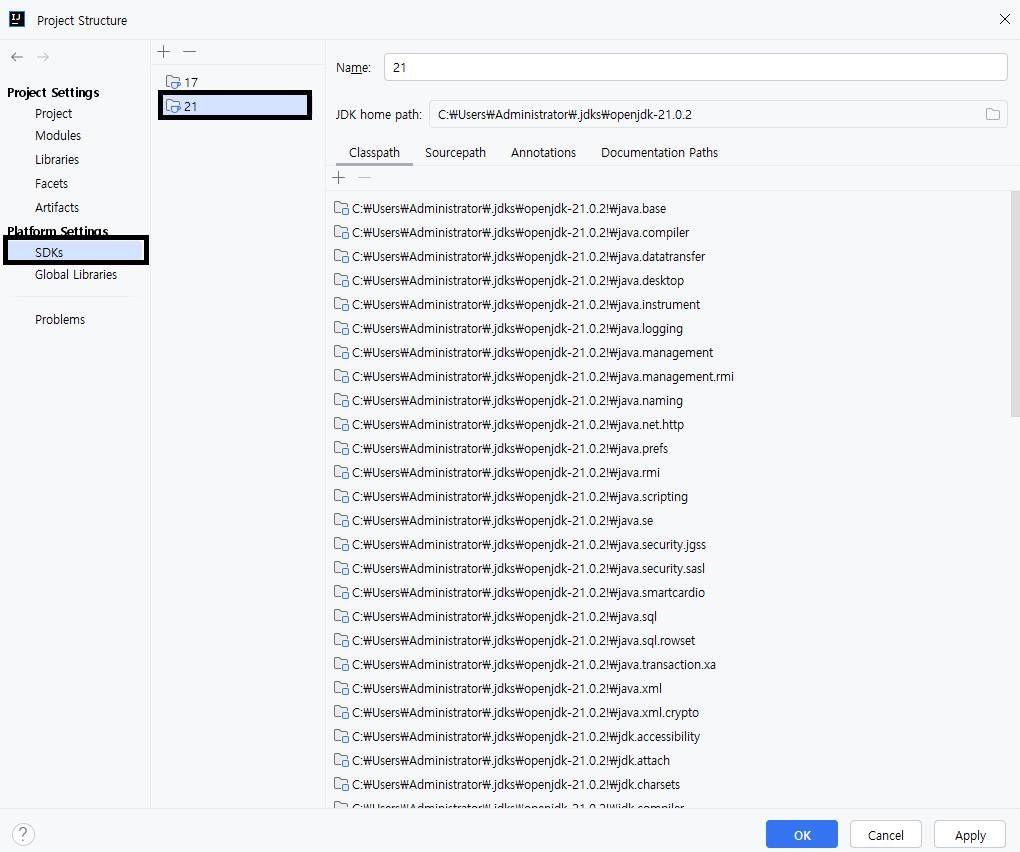 Project Structure
Project Settings
Project
Modules
Libraries
Facets
Artifacts
Platform Settings
SDKs
Global Libraries
Problems
17
21
Name: 21
JDK home path: C:₩Users₩Administrator₩.jdks₩openjdk-21.0.2
Classpath Sourcepath Annotations Documentation Paths
C:₩Users₩Administrator₩.jdks₩openjdk-21.0.2!₩java.base
C:₩Users₩Administrator₩.jdks₩openjdk-21.0.2!₩java.compiler
C:₩Users₩Administrator₩.jdks₩openjdk-21.0.2!₩java.datatransfer
C:₩Users₩Administrator₩.jdks₩openjdk-21.0.2!₩java.desktop
C:₩Users₩Administrator₩.jdks₩openjdk-21.0.2!₩java.instrument
C:₩Users₩Administrator₩.jdks₩openjdk-21.0.2!₩java.logging
C:₩Users₩Administrator₩.jdks₩openjdk-21.0.2!₩java.management
C:₩Users₩Administrator₩.jdks₩openjdk-21.0.2!₩java.management.rmi
C:₩Users₩Administrator₩.jdks₩openjdk-21.0.2!₩java.naming
C:₩Users₩Administrator₩.jdks₩openjdk-21.0.2!₩java.net.http
C:₩Users₩Administrator₩.jdks₩openjdk-21.0.2!₩java.prefs
C:₩Users₩Administrator₩.jdks₩openjdk-21.0.2!₩java.rmi
C:₩Users₩Administrator₩.jdks₩openjdk-21.0.2!₩java.scripting
C:₩Users₩Administrator₩.jdks₩openjdk-21.0.2!₩java.se
C:₩Users₩Administrator₩.jdks₩openjdk-21.0.2!₩java.security.jgss
C:₩Users₩Administrator₩.jdks₩openjdk-21.0.2!₩java.security.sasl
C:₩Users₩Administrator₩.jdks₩openjdk-21.0.2!₩java.smartcardio
C:₩Users₩Administrator₩.jdks₩openjdk-21.0.2!₩java.sql
C:₩Users₩Administrator₩.jdks₩openjdk-21.0.2!₩java.sql.rowset
C:₩Users₩Administrator₩.jdks₩openjdk-21.0.2!₩java.transaction.xa
C:₩Users₩Administrator₩.jdks₩openjdk-21.0.2!₩java.xml
C:₩Users₩Administrator₩.jdks₩openjdk-21.0.2!₩java.xml.crypto
C:₩Users₩Administrator₩.jdks₩openjdk-21.0.2!₩jdk.accessibility
C:₩Users₩Administrator₩.jdks₩openjdk-21.0.2!₩jdk.attach
C:₩Users₩Administrator₩.jdks₩openjdk-21.0.2!₩jdk.charsets
C:₩Users₩Administrator₩.jdks₩openjdk-21.0.2!₩jdk.compiler
? OK Cancel Apply